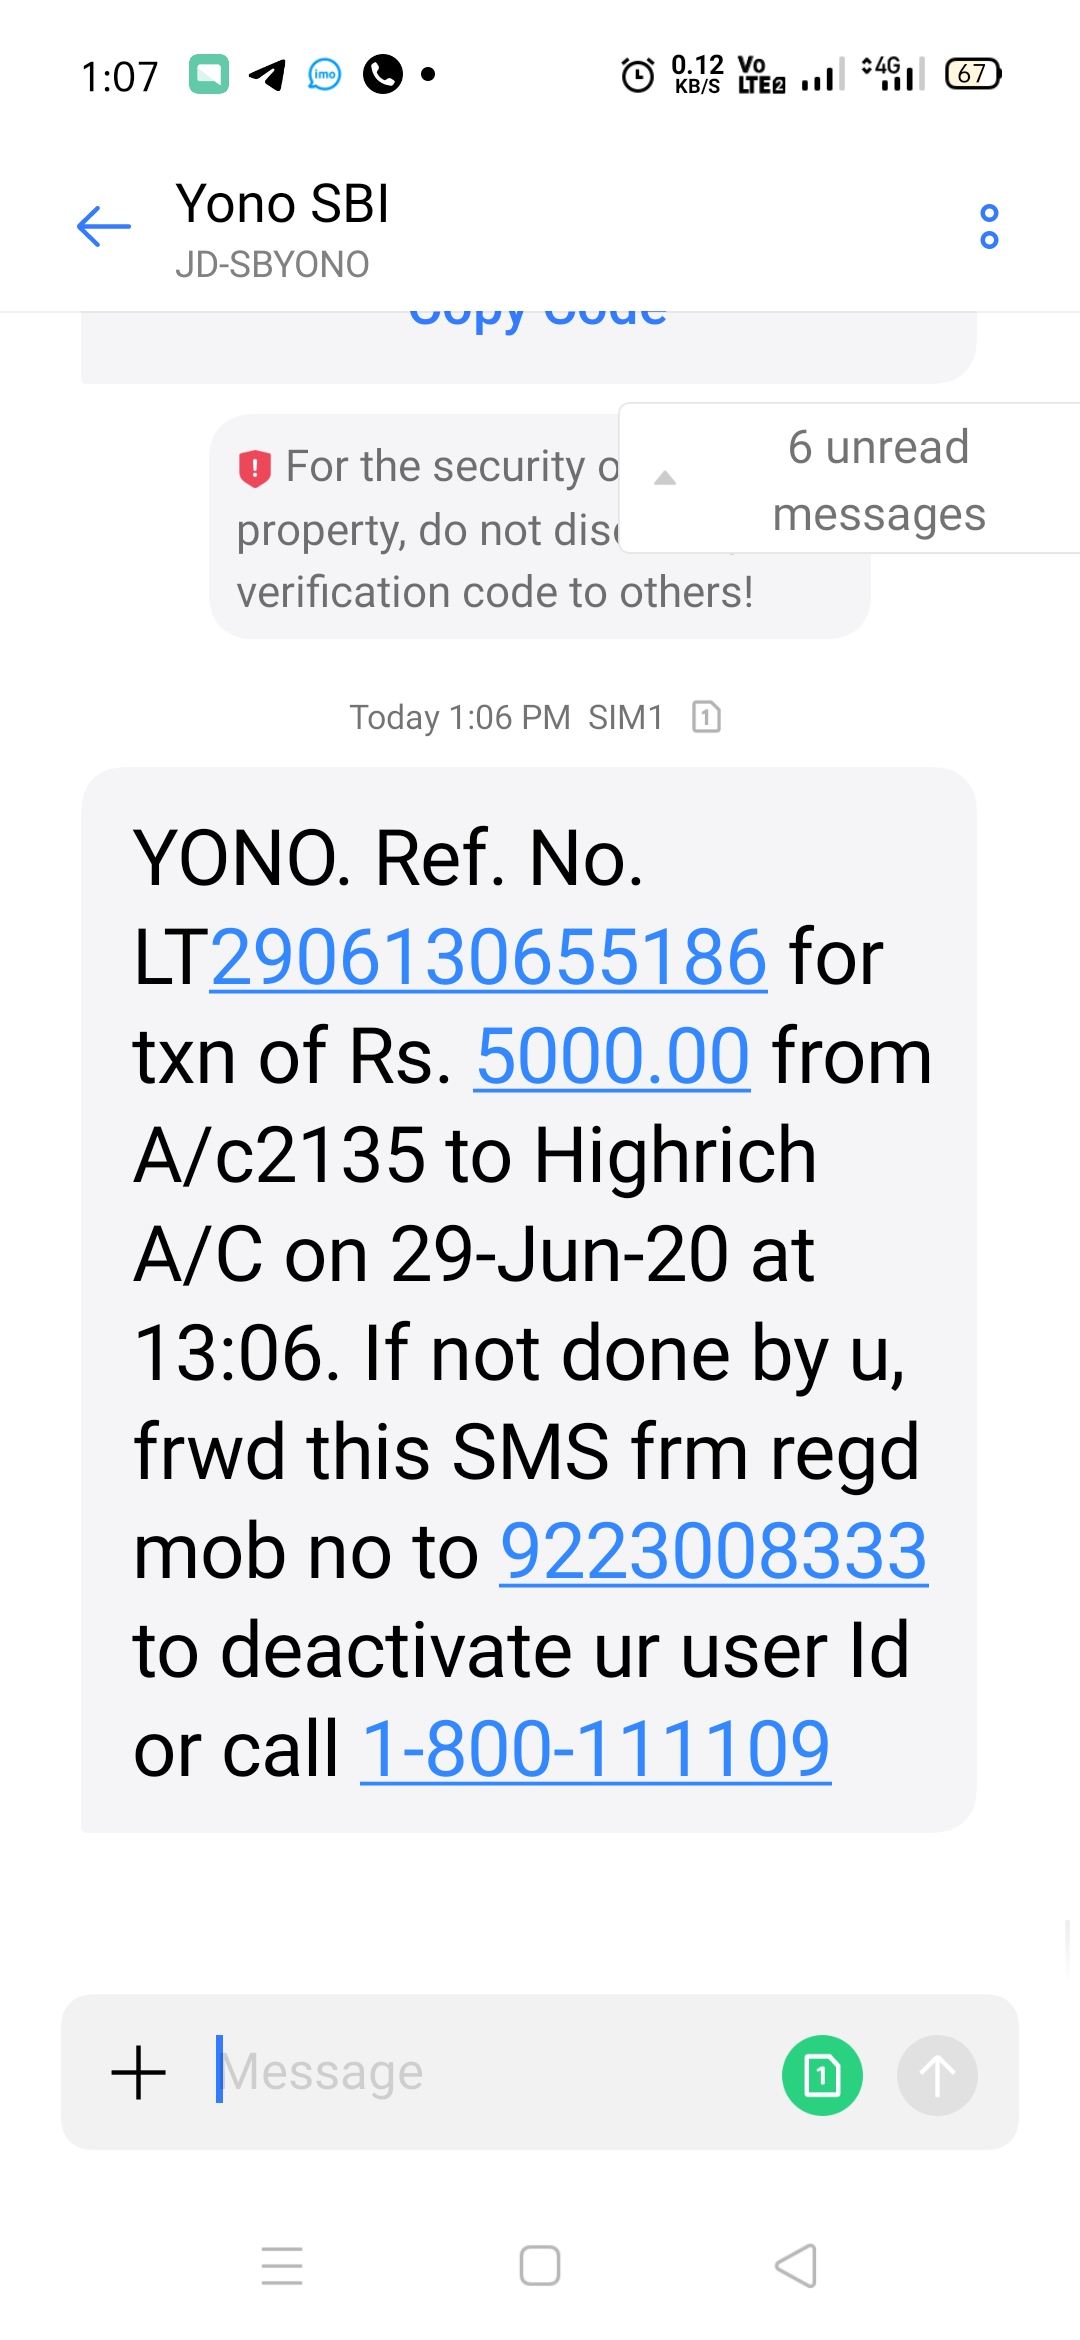 1:07
imo
0.12
KB/S
Vo
LTE2
4G
67
Yono SBI
JD-SBYONO
Copy Code
For the security
property, do not
verification code to others!
6 unread
messages
Today 1:06 PM SIM1 1
YONO. Ref. No.
LT2906130655186 for
txn of Rs. 5000.00 from
A/c2135 to Highrich
A/C on 29-Jun-20 at
13:06. If not done by u,
frwd this SMS frm regd
mob no to 9223008333
to deactivate ur user Id
or call 1-800-111109
Message
1